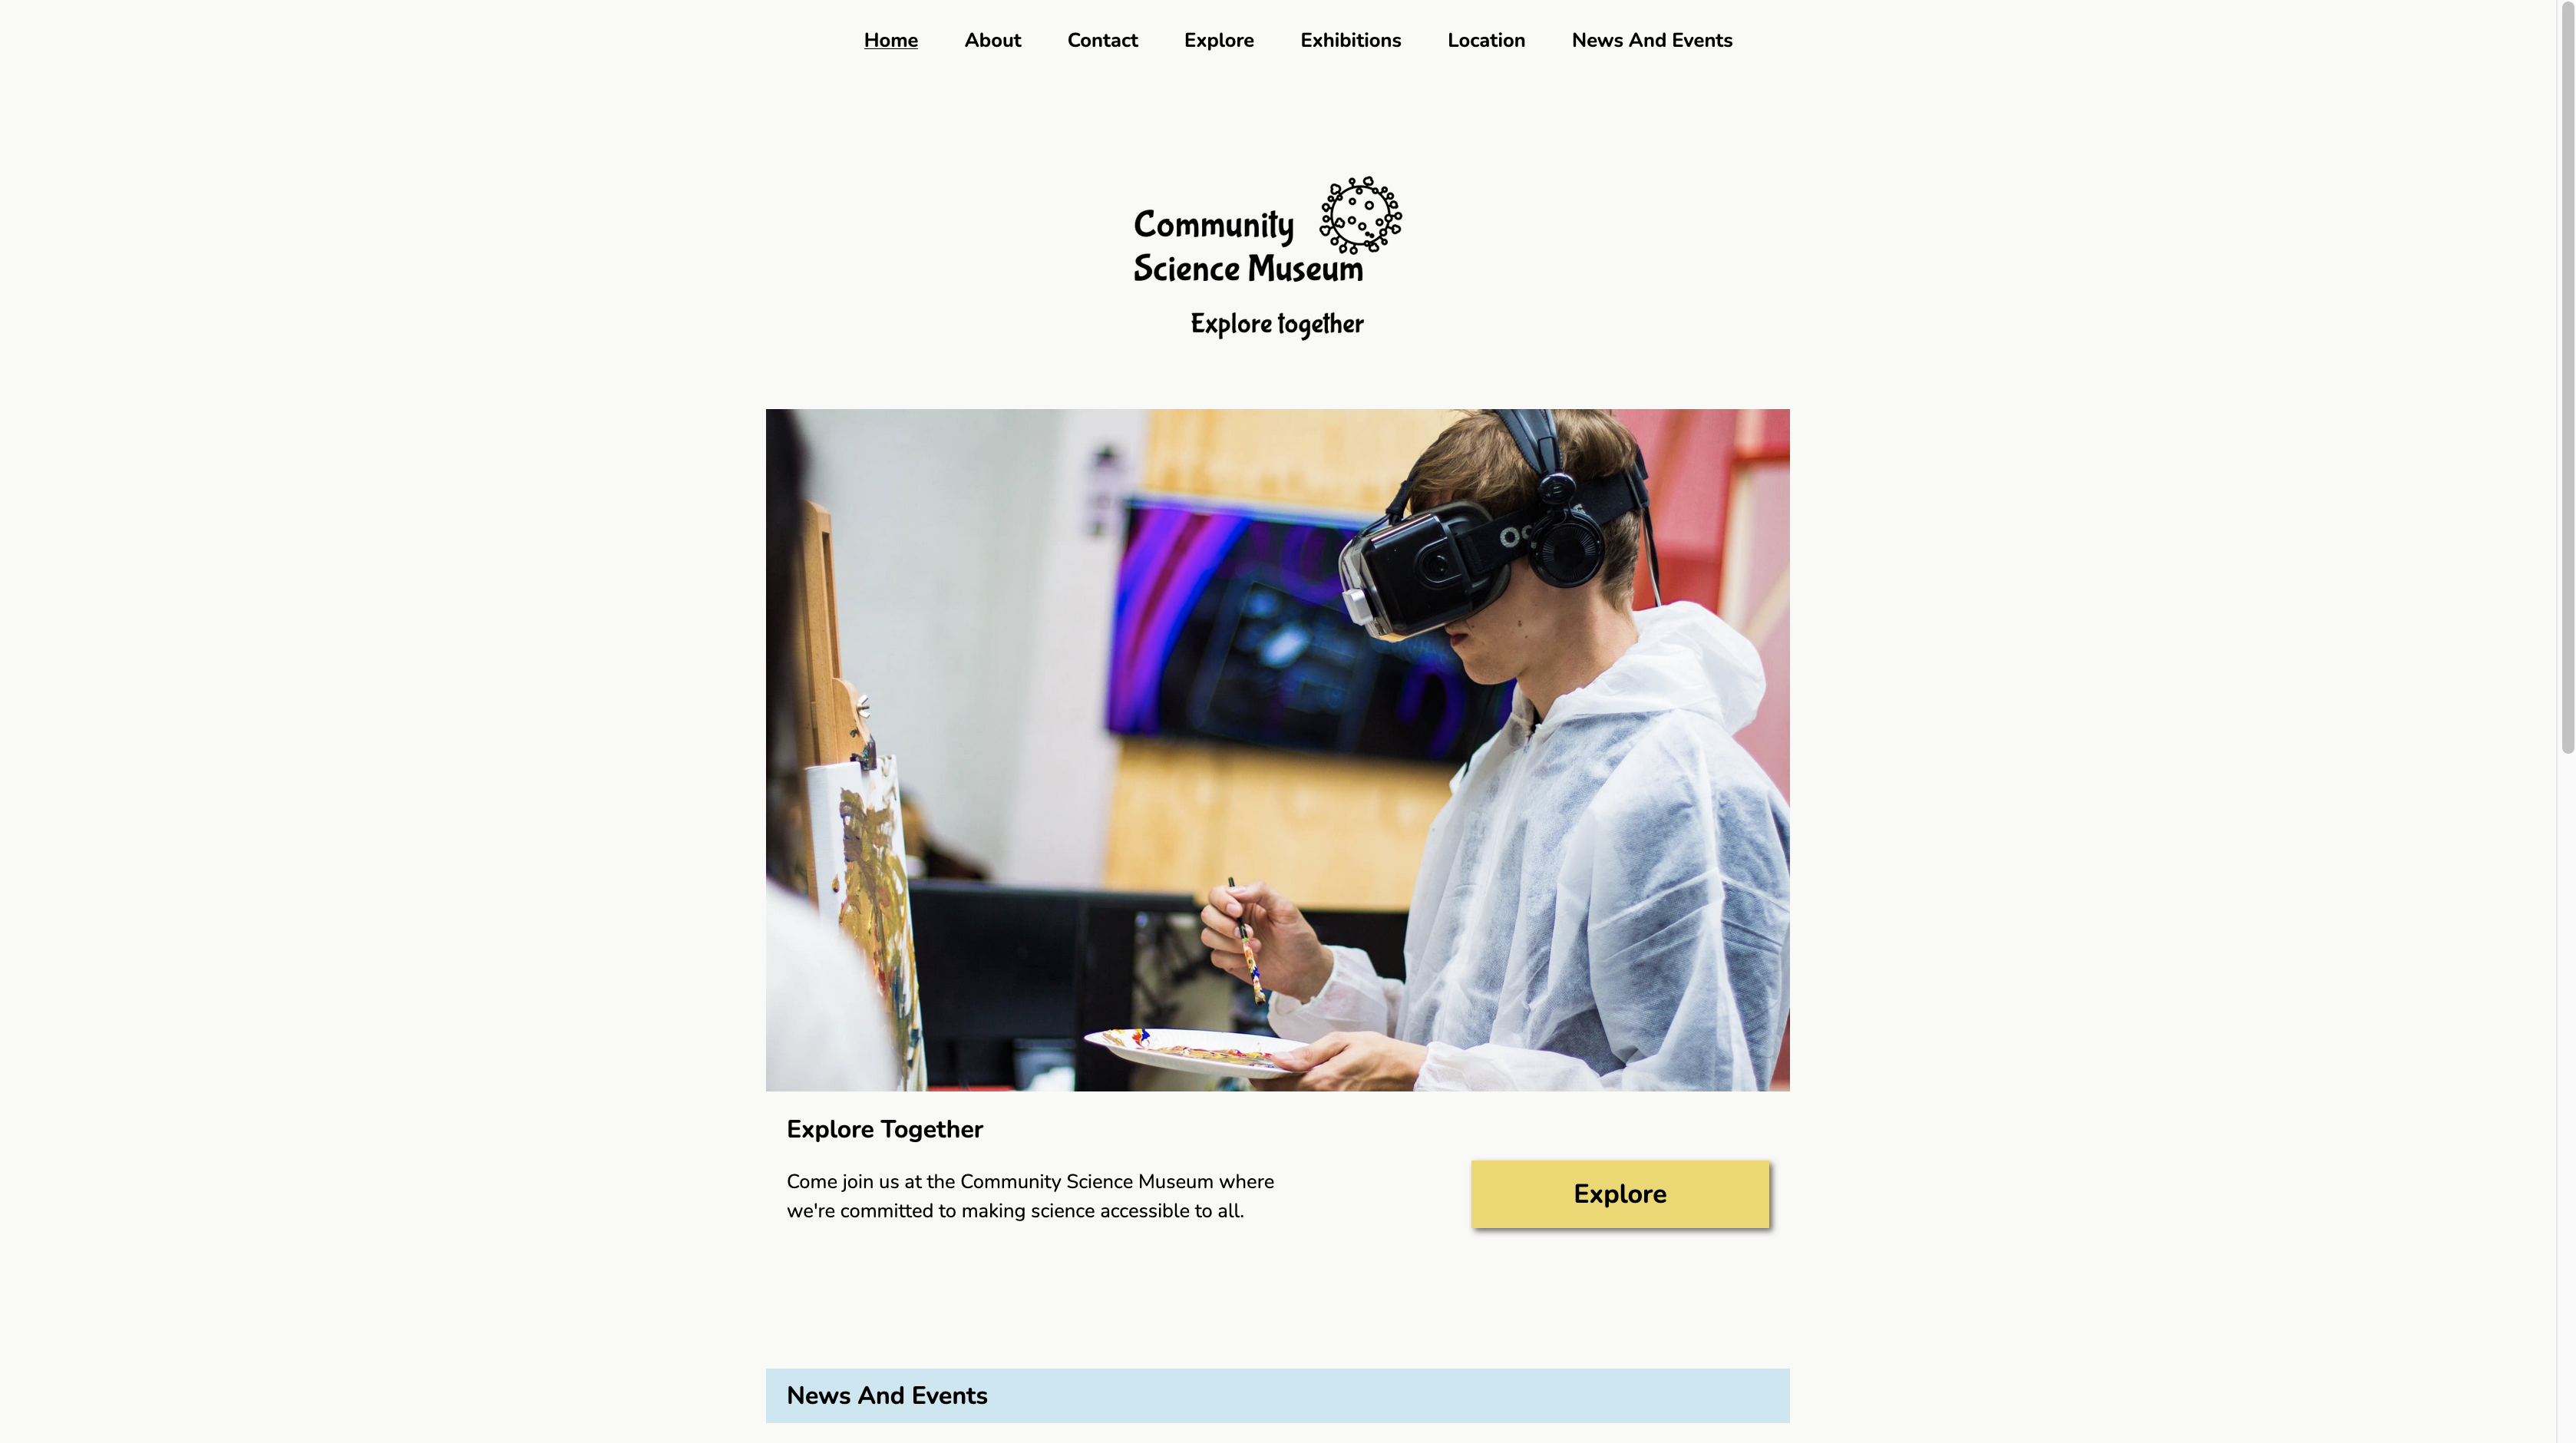 Home About Contact Explore Exhibitions Location News And Events
Community
Science Museum
Explore together
Explore Together
Come join us at the Community Science Museum where
we're committed to making science accessible to all.
Explore
News And Events